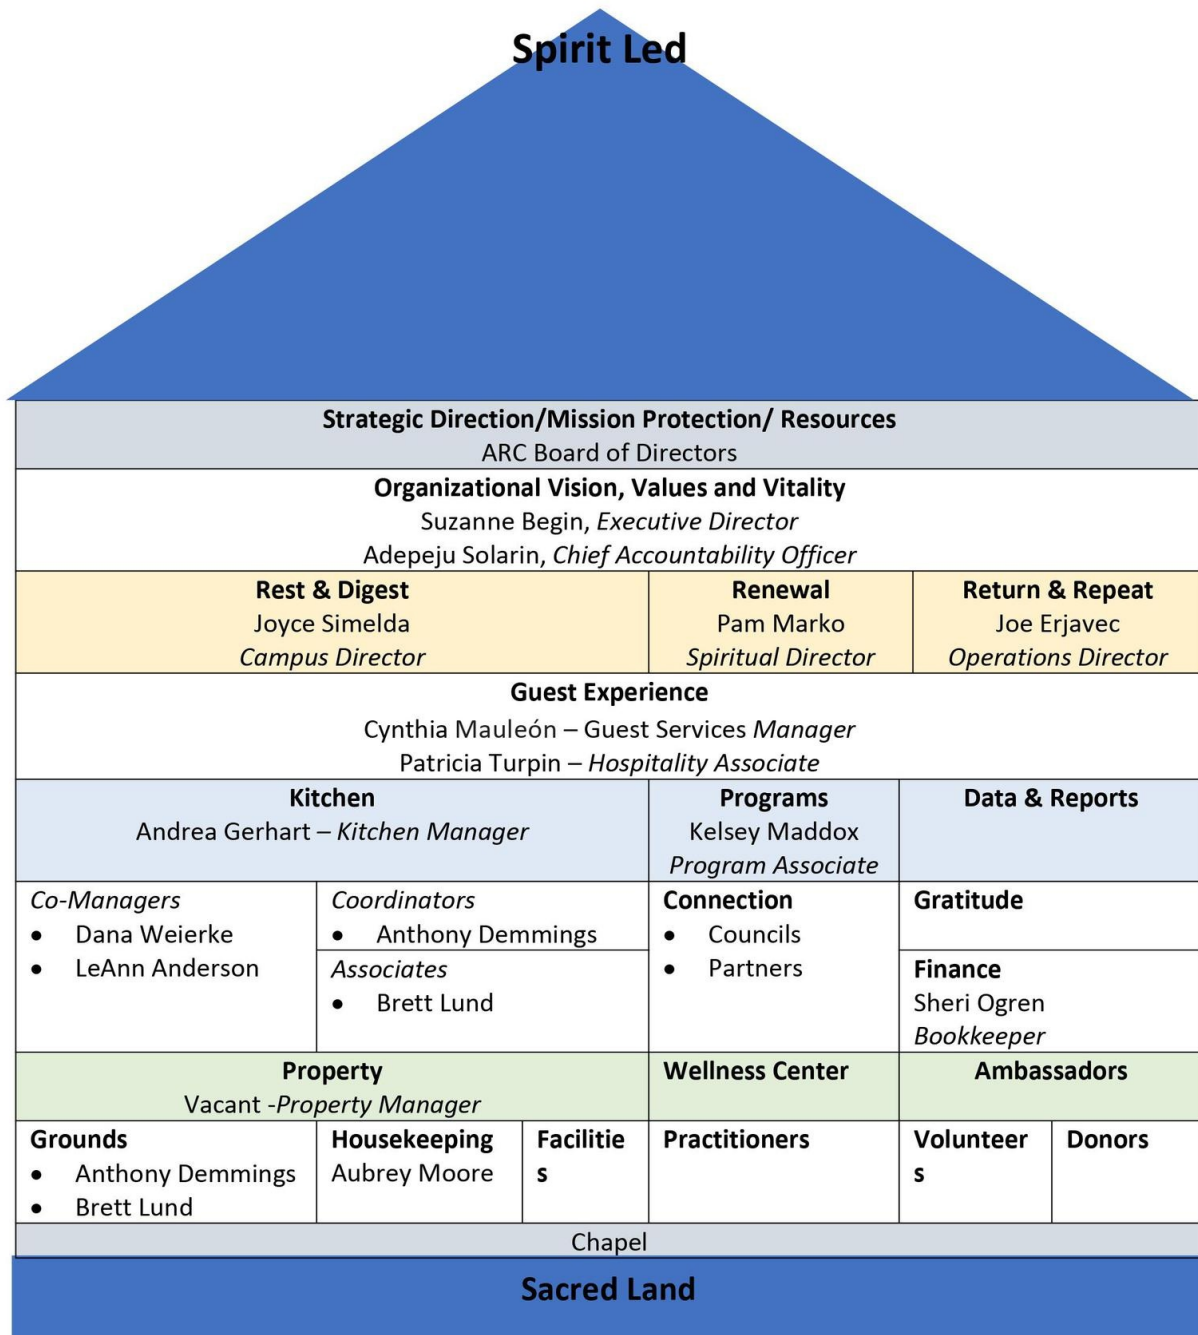 Spirit Led
Strategic Direction/Mission Protection/ Resources
ARC Board of Directors
Organizational Vision, Values and Vitality
Suzanne Begin, Executive Director
Adepeju Solarin, Chief Accountability Officer
Rest & Digest
Joyce Simelda
Campus Director
Renewal
Pam Marko
Spiritual Director
Return & Repeat
Joe Erjavec
Operations Director
Guest Experience
Cynthia Mauleón – Guest Services Manager
Patricia Turpin – Hospitality Associate
Kitchen
Andrea Gerhart – Kitchen Manager
Programs
Kelsey Maddox
Program Associate
Data & Reports
Co-Managers
• Dana Weierke
• LeAnn Anderson
Coordinators
• Anthony Demmings
Associates
• Brett Lund
Connection
• Councils
• Partners
Gratitude
Finance
Sheri Ogren
Bookkeeper
Property
Vacant -Property Manager
Wellness Center
Ambassadors
Grounds
• Anthony Demmings
• Brett Lund
Housekeeping
Aubrey Moore
Facilitie
s
Practitioners
Volunteer
s
Donors
Chapel
Sacred Land